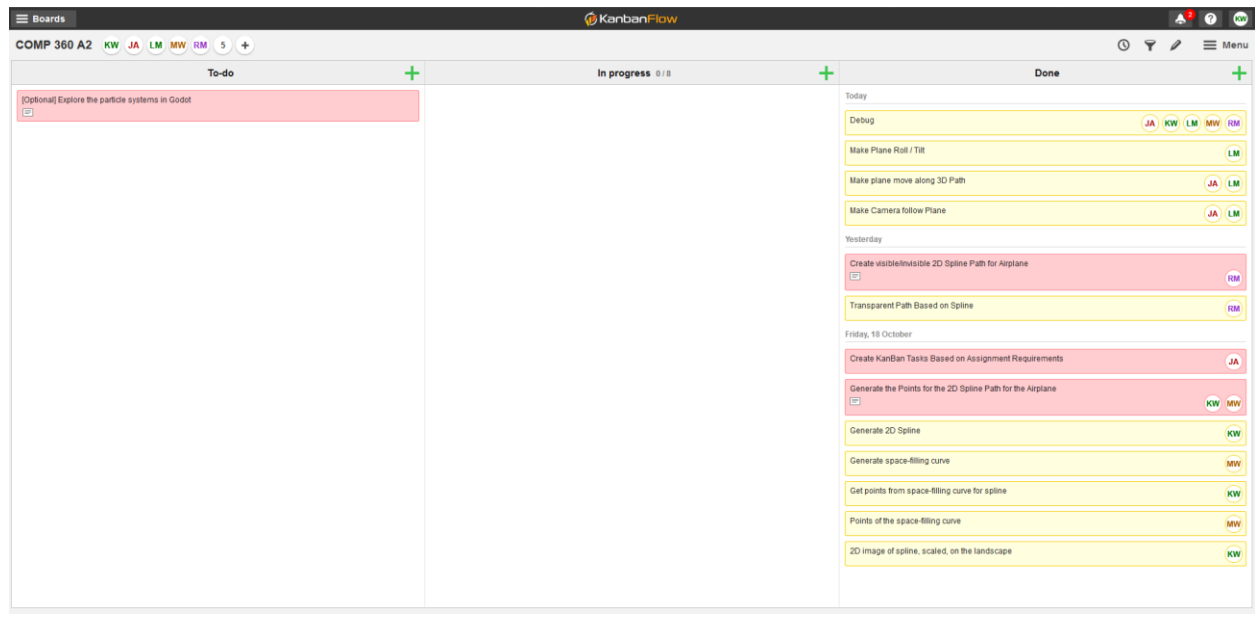 Boards
KanbanFlow
2
?
KW
COMP 360 A2 KW JA LM MW RM 5 +
Menu
To-do
[Optional] Explore the particle systems in Godot
In progress 0 / 8
Done
Today
Debug JA KW LM MW RM
Make Plane Roll / Tilt LM
Make plane move along 3D Path JA LM
Make Camera follow Plane JA LM
Yesterday
Create visible/invisible 2D Spline Path for Airplane
RM
Transparent Path Based on Spline RM
Friday, 18 October
Create KanBan Tasks Based on Assignment Requirements JA
Generate the Points for the 2D Spline Path for the Airplane
KW MW
Generate 2D Spline KW
Generate space-filling curve MW
Get points from space-filling curve for spline KW
Points of the space-filling curve MW
2D image of spline, scaled, on the landscape KW